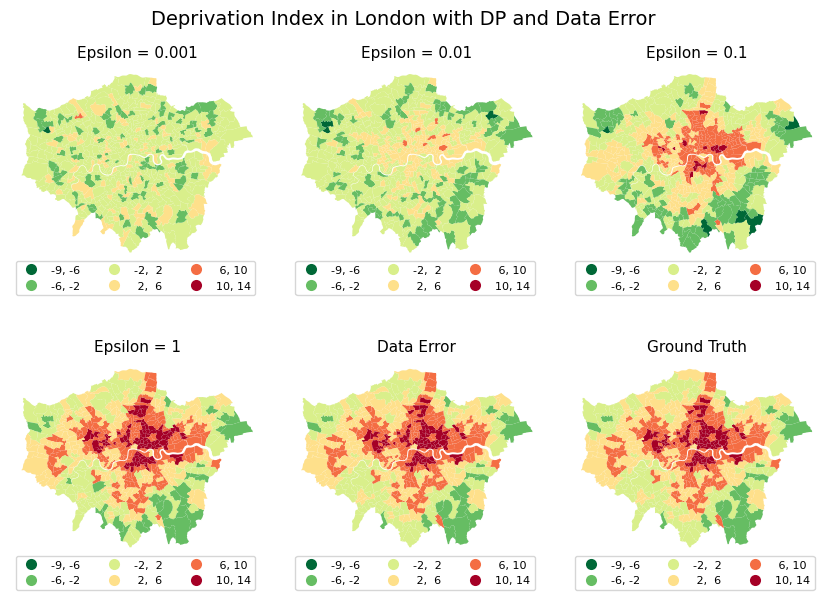 Deprivation Index in London with DP and Data Error
Epsilon = 0.001 Epsilon = 0.01 Epsilon = 0.1
-9, -6 -2, 2 6, 10 -9, -6 -2, 2 6, 10 -9, -6 -2, 2 6, 10
-6, -2 2, 6 10, 14 -6, -2 2, 6 10, 14 -6, -2 2, 6 10, 14
Epsilon = 1 Data Error Ground Truth
-9, -6 -2, 2 6, 10 -9, -6 -2, 2 6, 10 -9, -6 -2, 2 6, 10
-6, -2 2, 6 10, 14 -6, -2 2, 6 10, 14 -6, -2 2, 6 10, 14